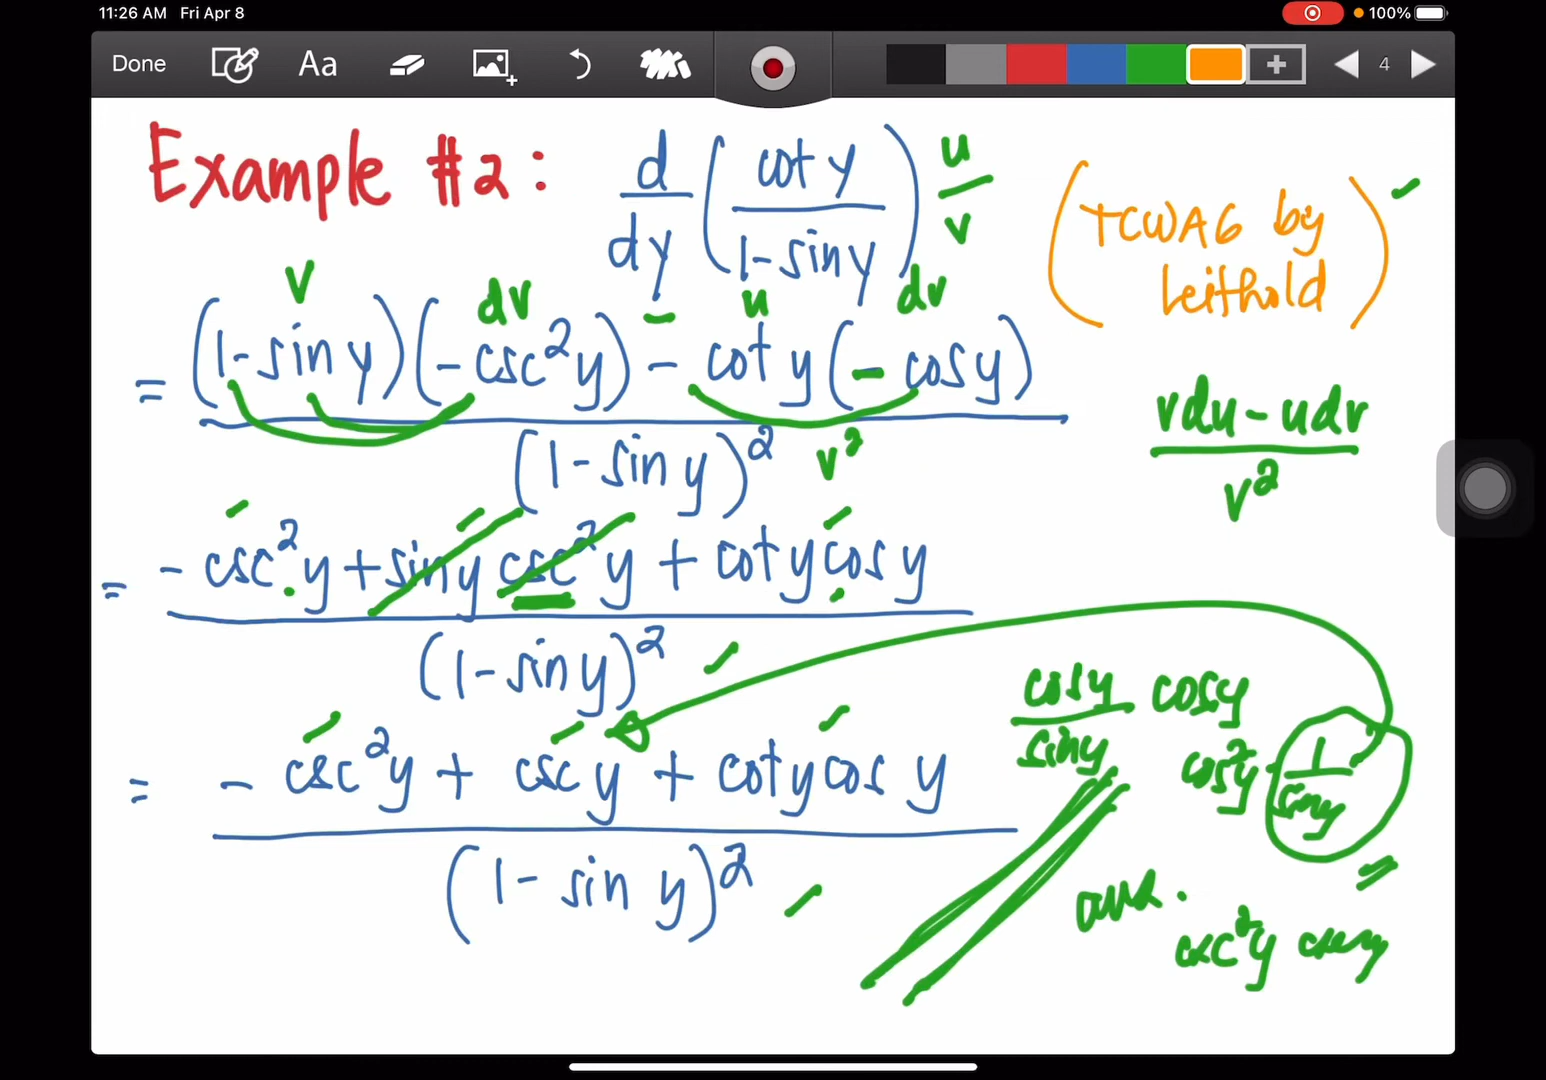 11:26 AM Fri Apr 8
100%
Done Aa 4
Example #2: d/dy (cot y / 1 - sin y) u/v
(TCWAG by
Leithold)
v dv - u dv
= (1 - sin y)(- csc²y) - cot y (- cos y)
(1 - sin y)² v²
vdu - udv
v²
= - csc²y + sin y csc²y + cot y cos y
(1 - sin y)²
= - csc²y + csc y + cot y cos y
(1 - sin y)²
cos y / sin y cos y
cos²y · 1 / sin y
ans.
csc²y